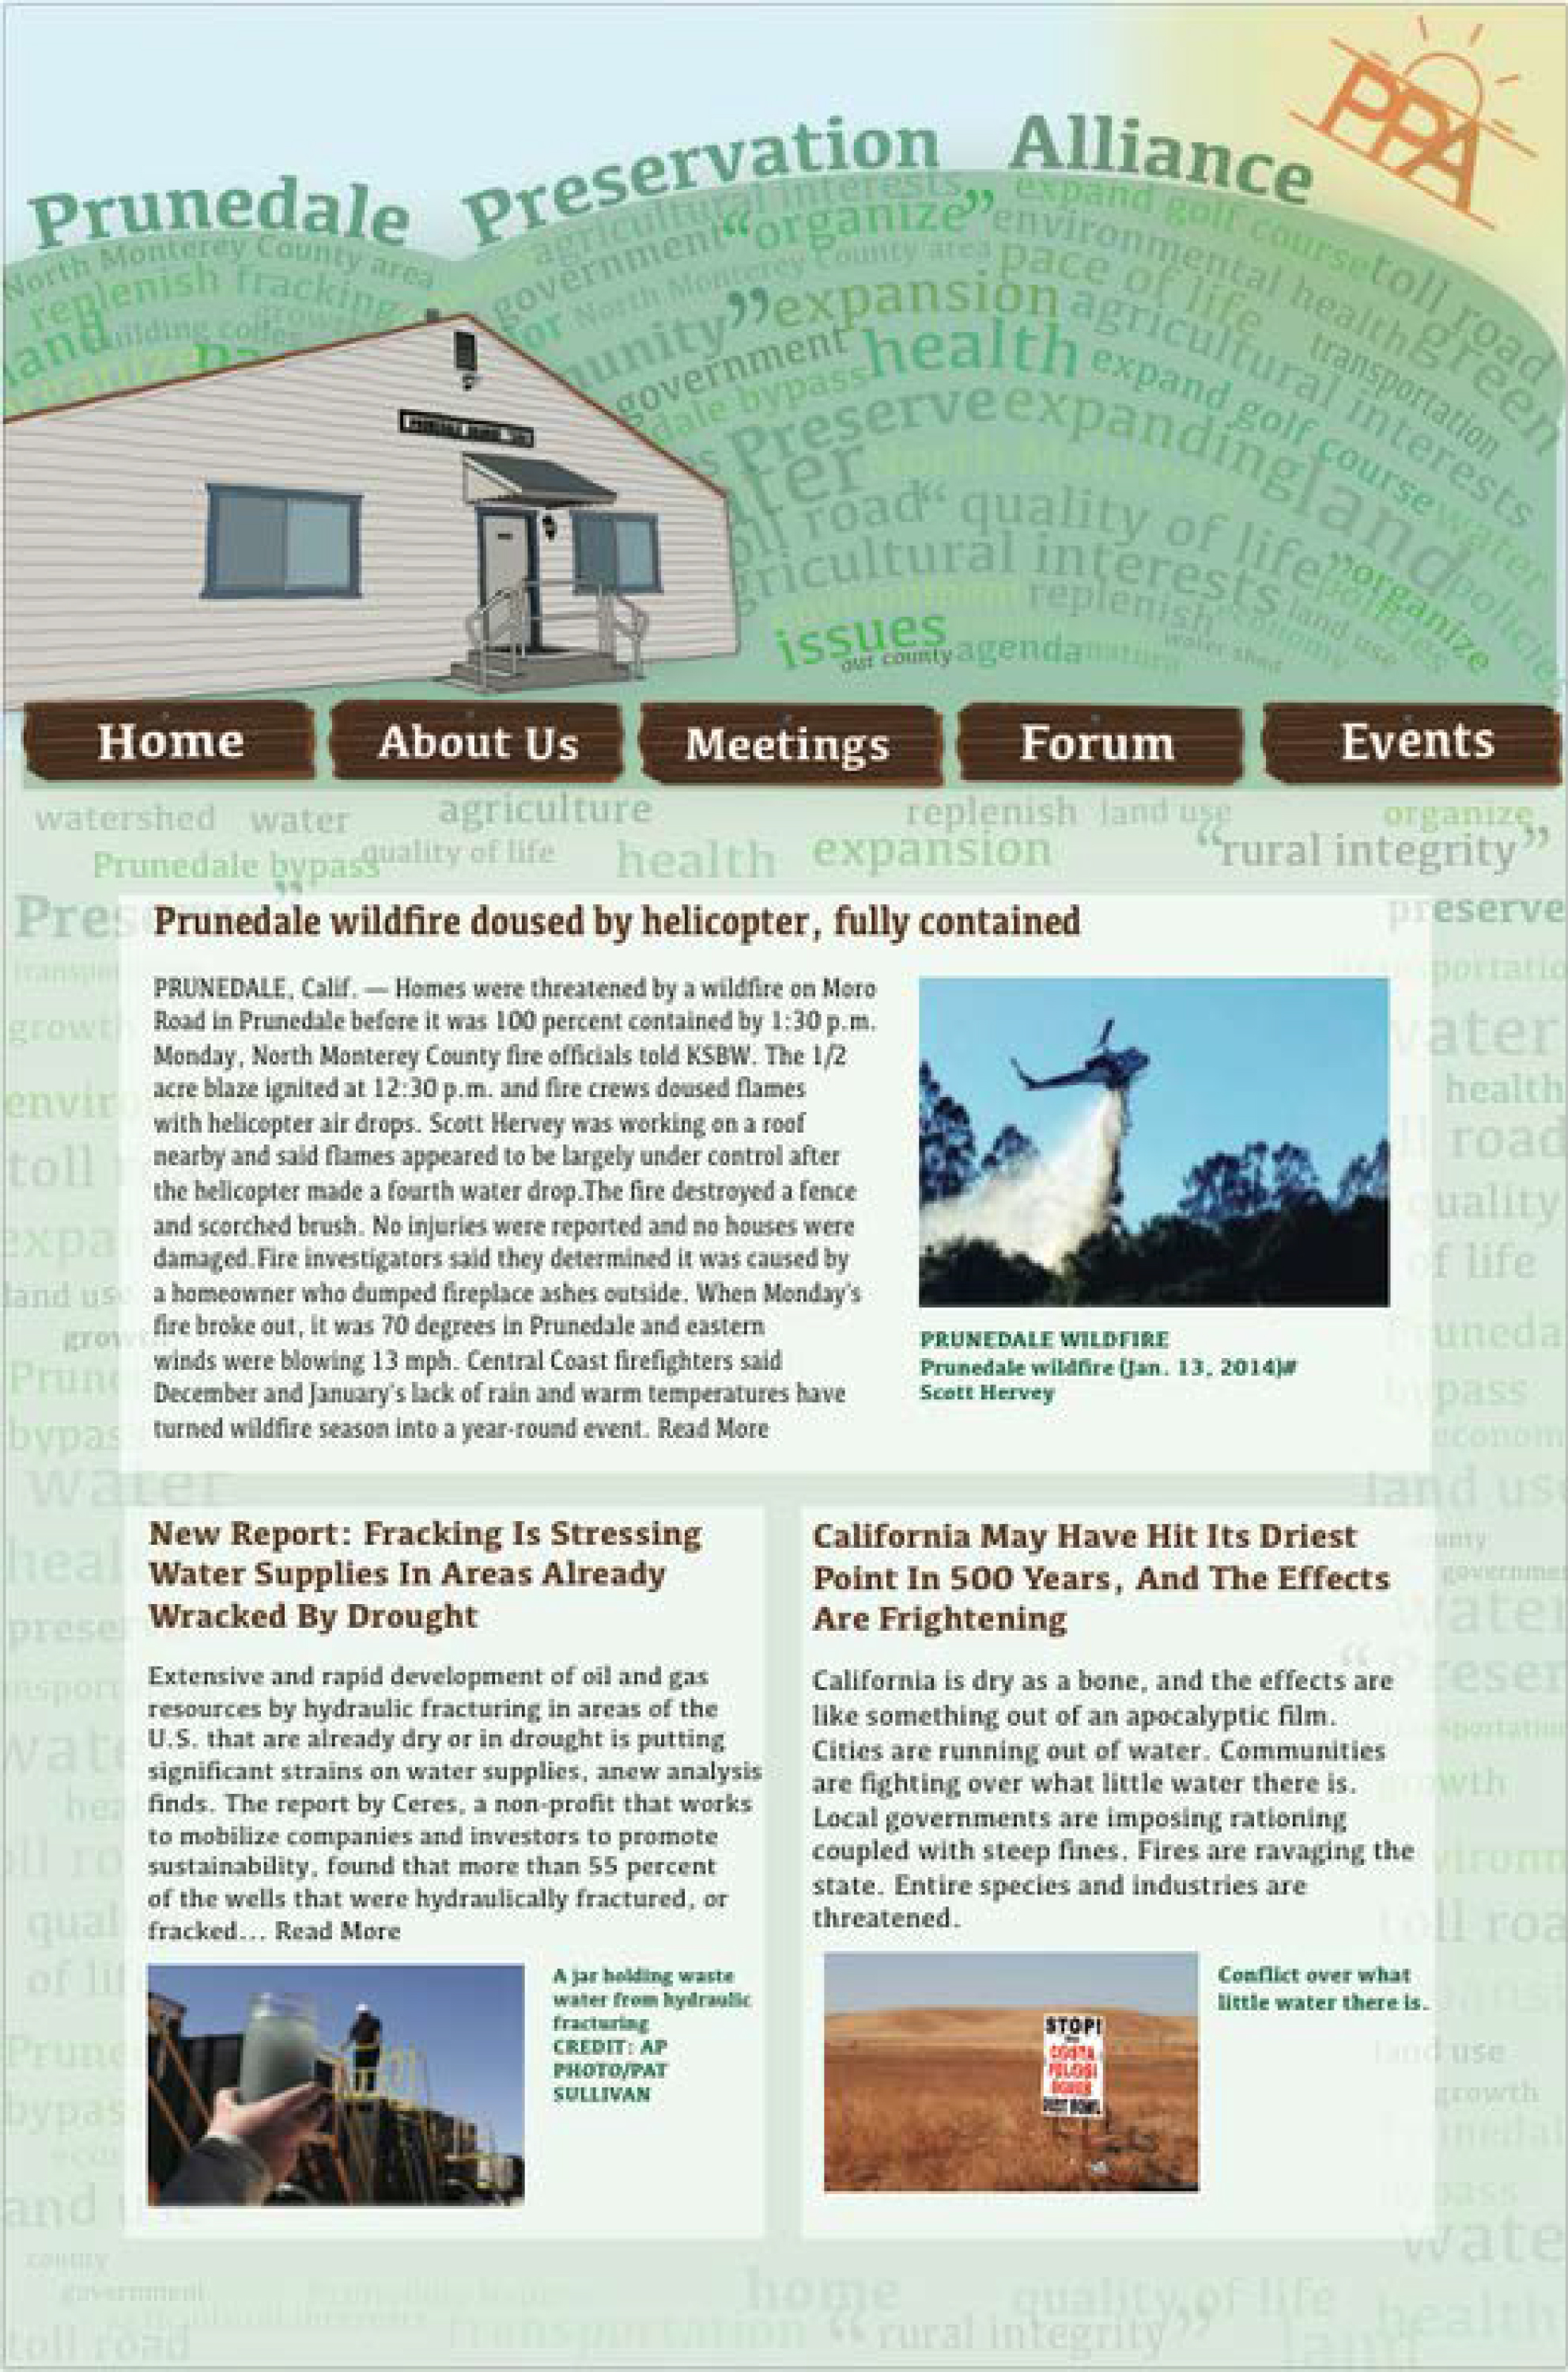 PPA
Prunedale Preservation Alliance
North Monterey County area
replenish fracking
land
building codes
agricultural interests
expand golf course
toll road
government
“organize”
environmental health
green
North Monterey County area
pace of life
”expansion
agricultural interests
transportation
government
health
expand golf course
water
bypass
Preserve
expanding
land
policies
toll road
“quality of life”
organize
agricultural interests
replenish
land use
policies
issues
our county
agenda
nature
water shed
Home
About Us
Meetings
Forum
Events
watershed water agriculture replenish land use organize
Prunedale bypass quality of life health expansion “rural integrity”
Prunedale wildfire doused by helicopter, fully contained
PRUNEDALE, Calif. — Homes were threatened by a wildfire on Moro
Road in Prunedale before it was 100 percent contained by 1:30 p.m.
Monday, North Monterey County fire officials told KSBW. The 1/2
acre blaze ignited at 12:30 p.m. and fire crews doused flames
with helicopter air drops. Scott Hervey was working on a roof
nearby and said flames appeared to be largely under control after
the helicopter made a fourth water drop.The fire destroyed a fence
and scorched brush. No injuries were reported and no houses were
damaged.Fire investigators said they determined it was caused by
a homeowner who dumped fireplace ashes outside. When Monday's
fire broke out, it was 70 degrees in Prunedale and eastern
winds were blowing 13 mph. Central Coast firefighters said
December and January's lack of rain and warm temperatures have
turned wildfire season into a year-round event. Read More
PRUNEDALE WILDFIRE
Prunedale wildfire (Jan. 13, 2014)#
Scott Hervey
New Report: Fracking Is Stressing
Water Supplies In Areas Already
Wracked By Drought
Extensive and rapid development of oil and gas
resources by hydraulic fracturing in areas of the
U.S. that are already dry or in drought is putting
significant strains on water supplies, anew analysis
finds. The report by Ceres, a non-profit that works
to mobilize companies and investors to promote
sustainability, found that more than 55 percent
of the wells that were hydraulically fractured, or
fracked... Read More
A jar holding waste
water from hydraulic
fracturing
CREDIT: AP
PHOTO/PAT
SULLIVAN
California May Have Hit Its Driest
Point In 500 Years, And The Effects
Are Frightening
California is dry as a bone, and the effects are
like something out of an apocalyptic film.
Cities are running out of water. Communities
are fighting over what little water there is.
Local governments are imposing rationing
coupled with steep fines. Fires are ravaging the
state. Entire species and industries are
threatened.
STOP!
Conflict over what
little water there is.
preserve
health
land use
growth
county
government
toll road
home
quality of life
health
transportation
“rural integrity”
land